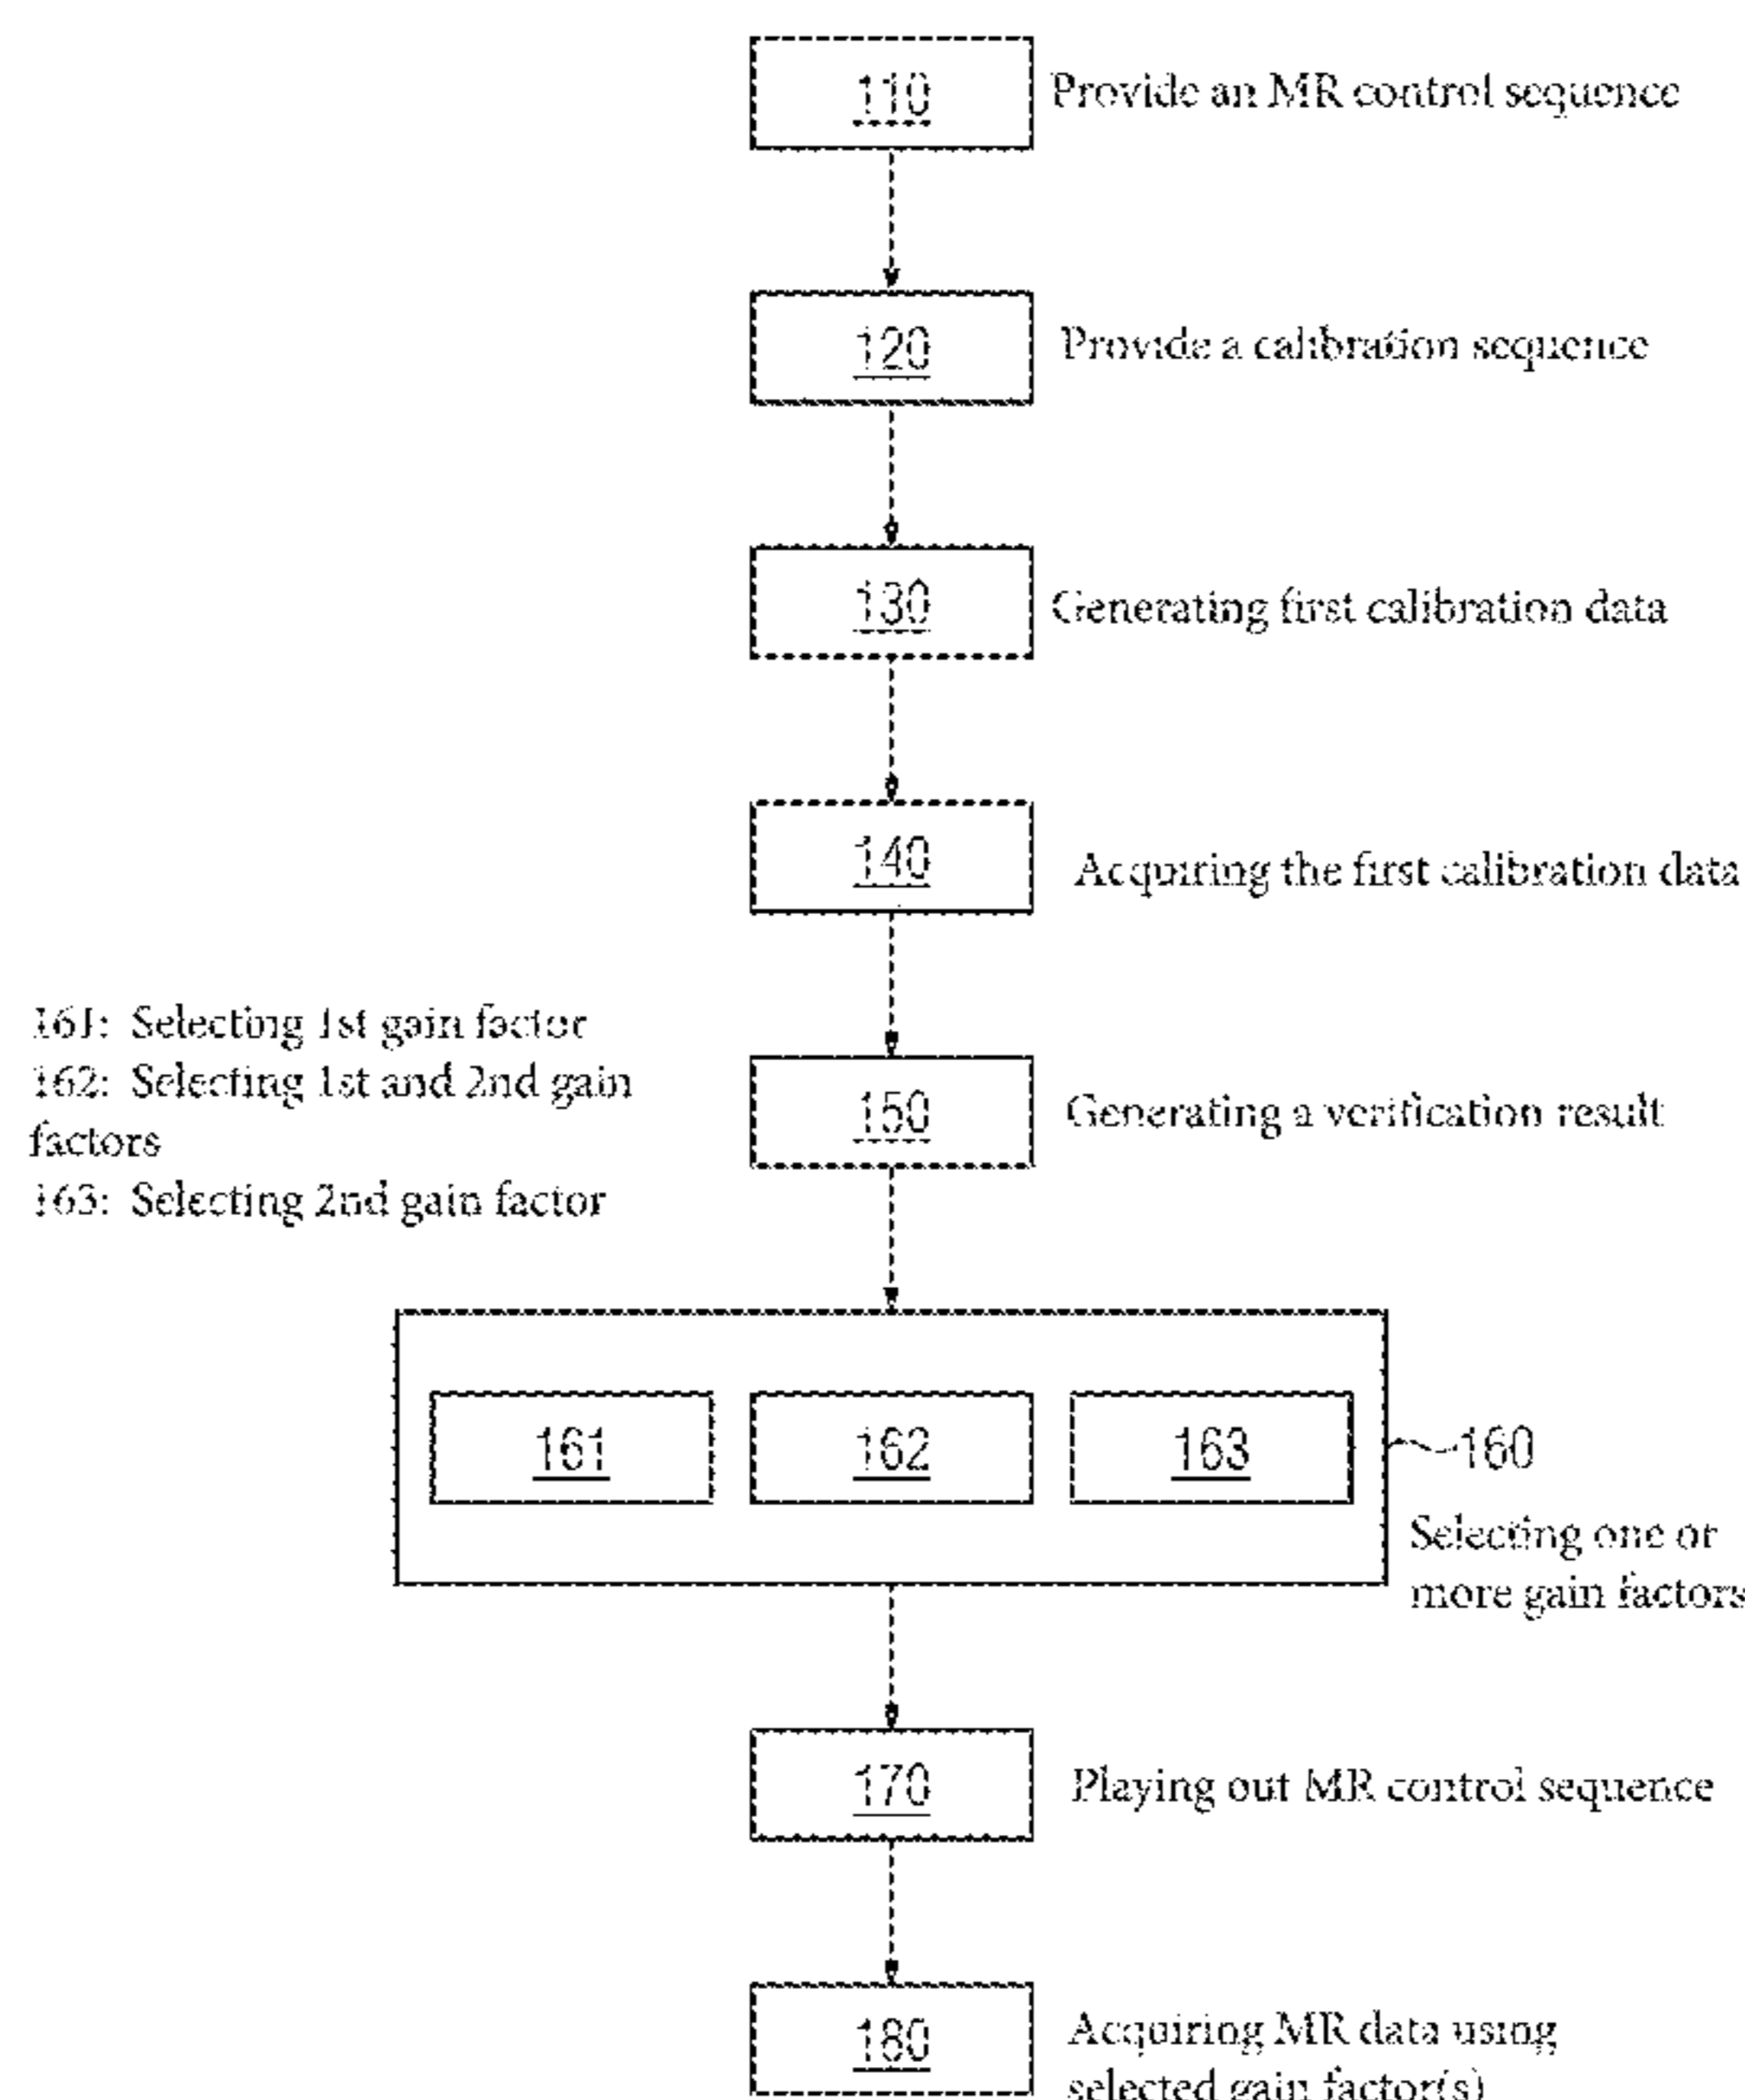 110 Provide an MR control sequence
120 Provide a calibration sequence
130 Generating first calibration data
140 Acquiring the first calibration data
161: Selecting 1st gain factor
162: Selecting 1st and 2nd gain
factors
163: Selecting 2nd gain factor
150 Generating a verification result
161 162 163 160
Selecting one or
more gain factors
170 Playing out MR control sequence
180 Acquiring MR data using
selected gain factor(s)